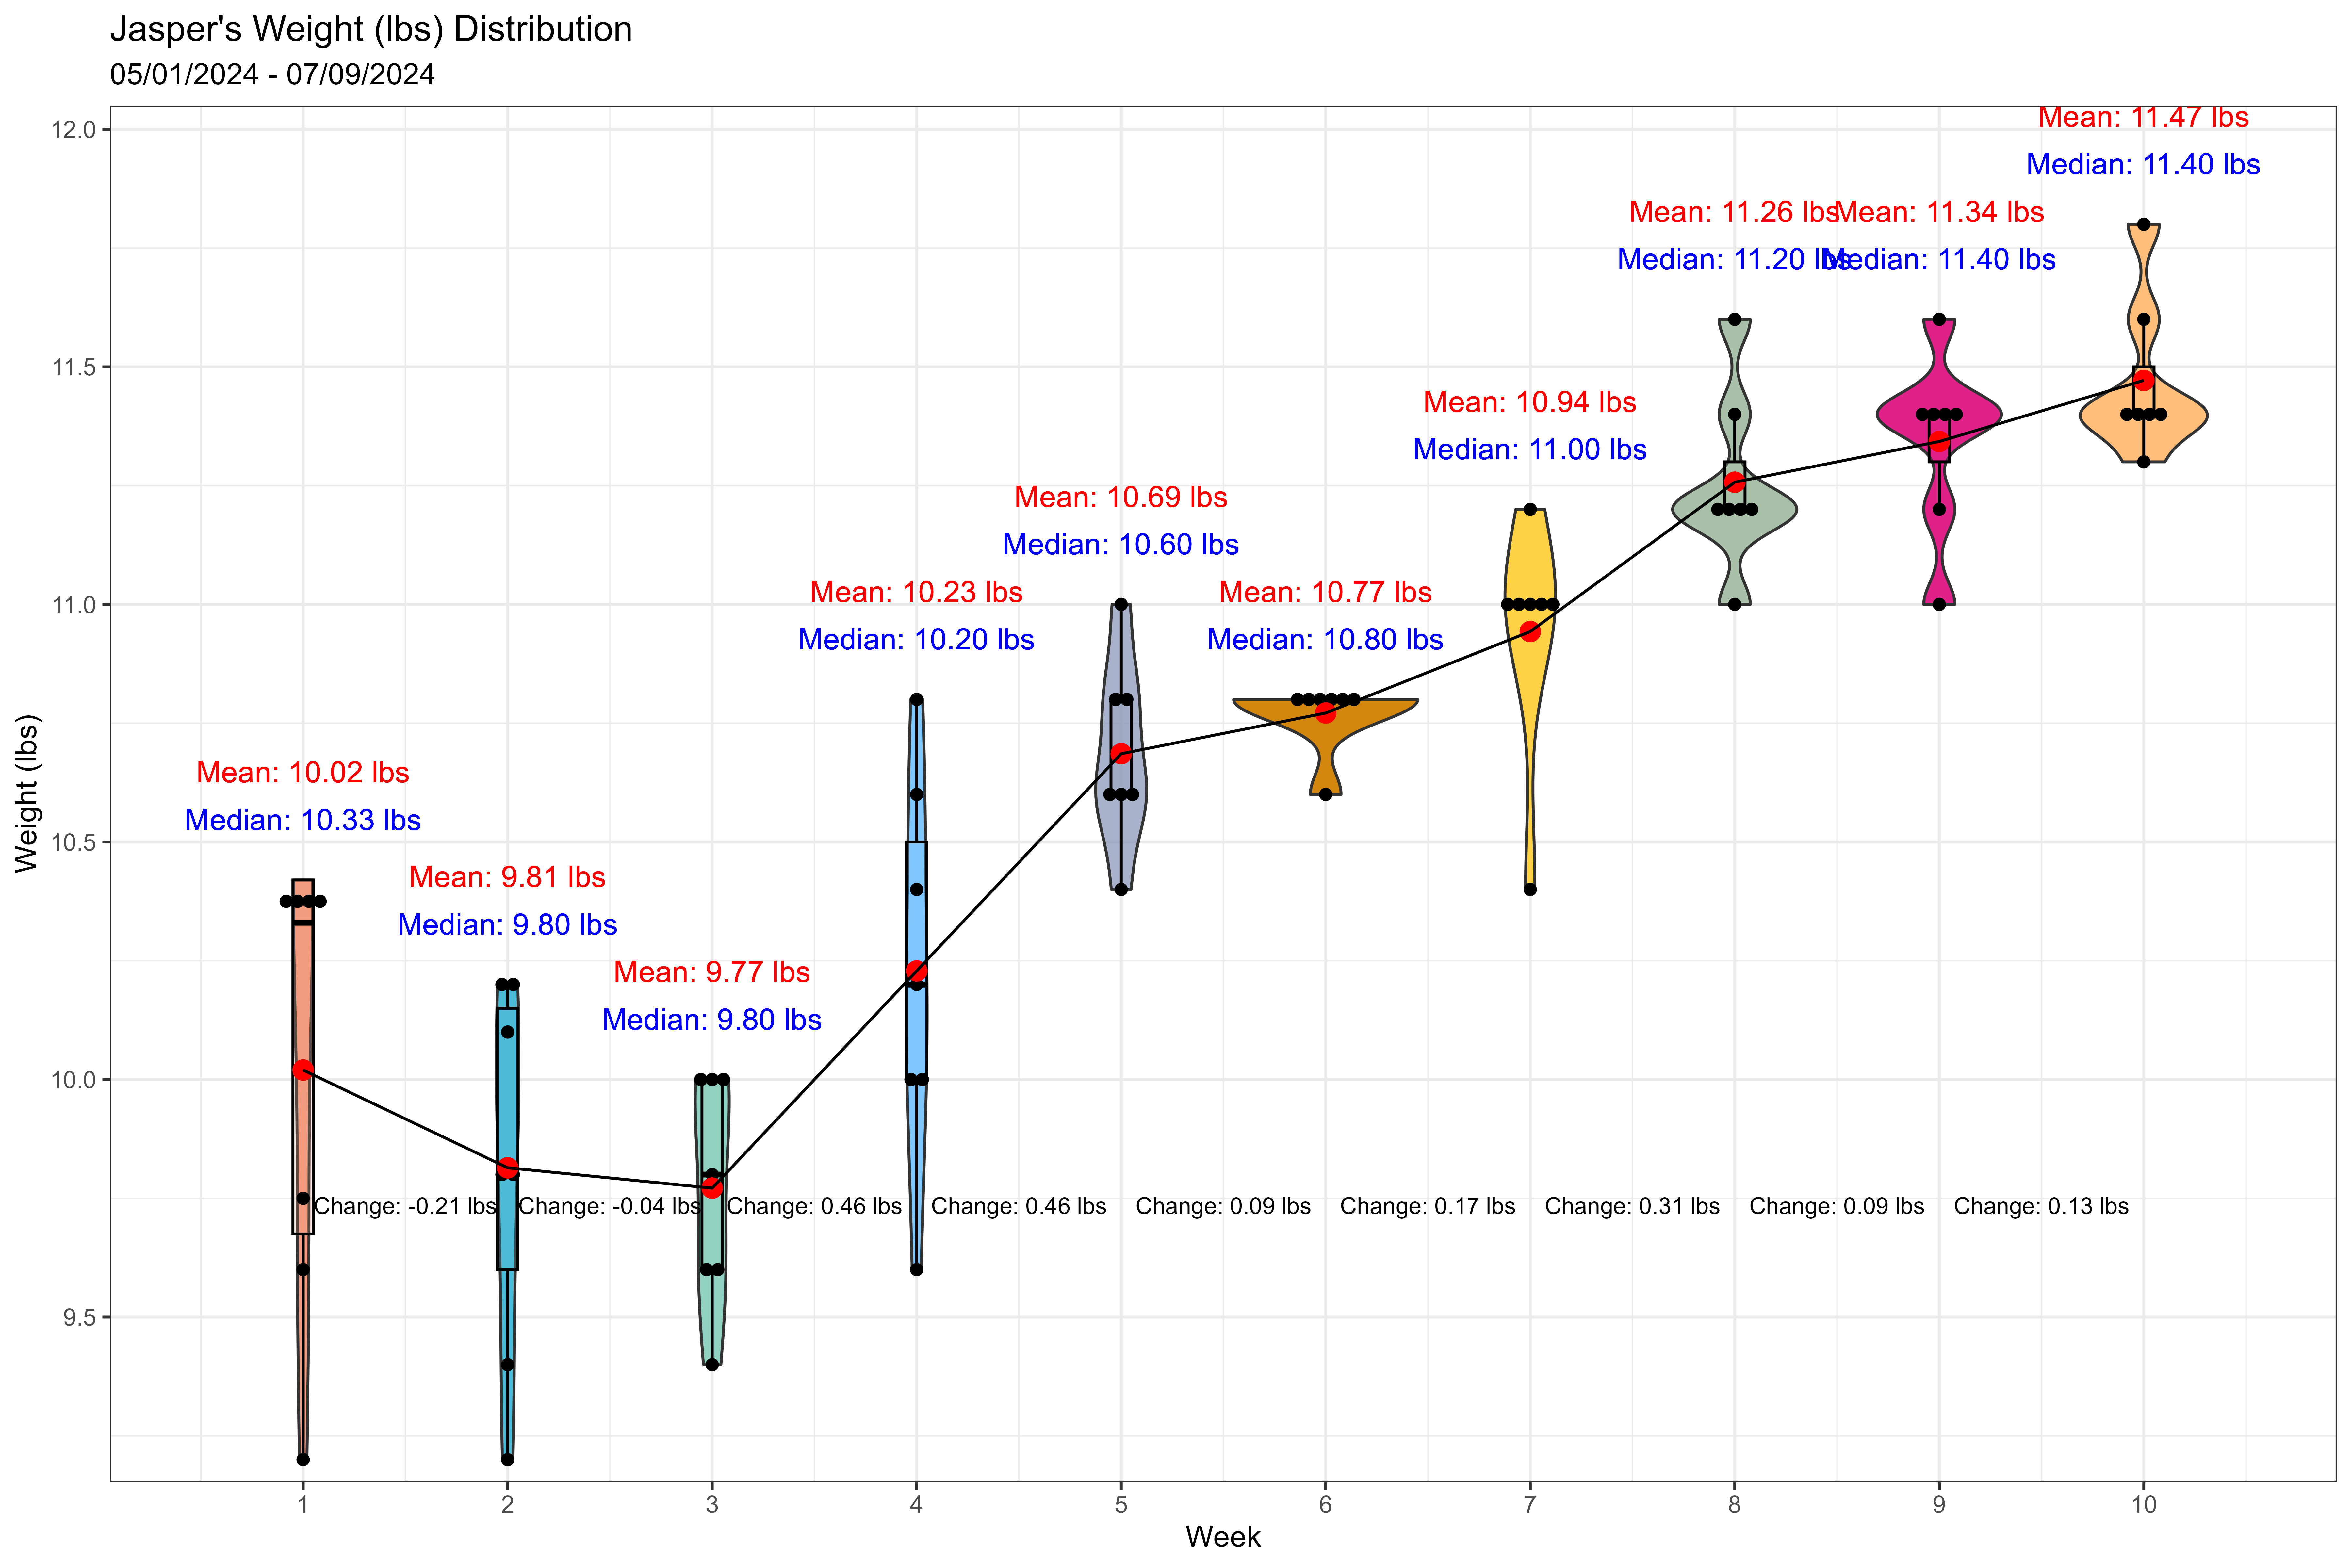 Jasper's Weight (lbs) Distribution
05/01/2024 - 07/09/2024
Weight (lbs)
12.0
11.5
11.0
10.5
10.0
9.5
Mean: 10.02 lbs
Median: 10.33 lbs
Mean: 9.81 lbs
Median: 9.80 lbs
Mean: 9.77 lbs
Median: 9.80 lbs
Mean: 10.23 lbs
Median: 10.20 lbs
Mean: 10.69 lbs
Median: 10.60 lbs
Mean: 10.77 lbs
Median: 10.80 lbs
Mean: 10.94 lbs
Median: 11.00 lbs
Mean: 11.26 lbs
Median: 11.20 lbs
Mean: 11.34 lbs
Median: 11.40 lbs
Mean: 11.47 lbs
Median: 11.40 lbs
Change: -0.21 lbs
Change: -0.04 lbs
Change: 0.46 lbs
Change: 0.46 lbs
Change: 0.09 lbs
Change: 0.17 lbs
Change: 0.31 lbs
Change: 0.09 lbs
Change: 0.13 lbs
1 2 3 4 5 6 7 8 9 10
Week